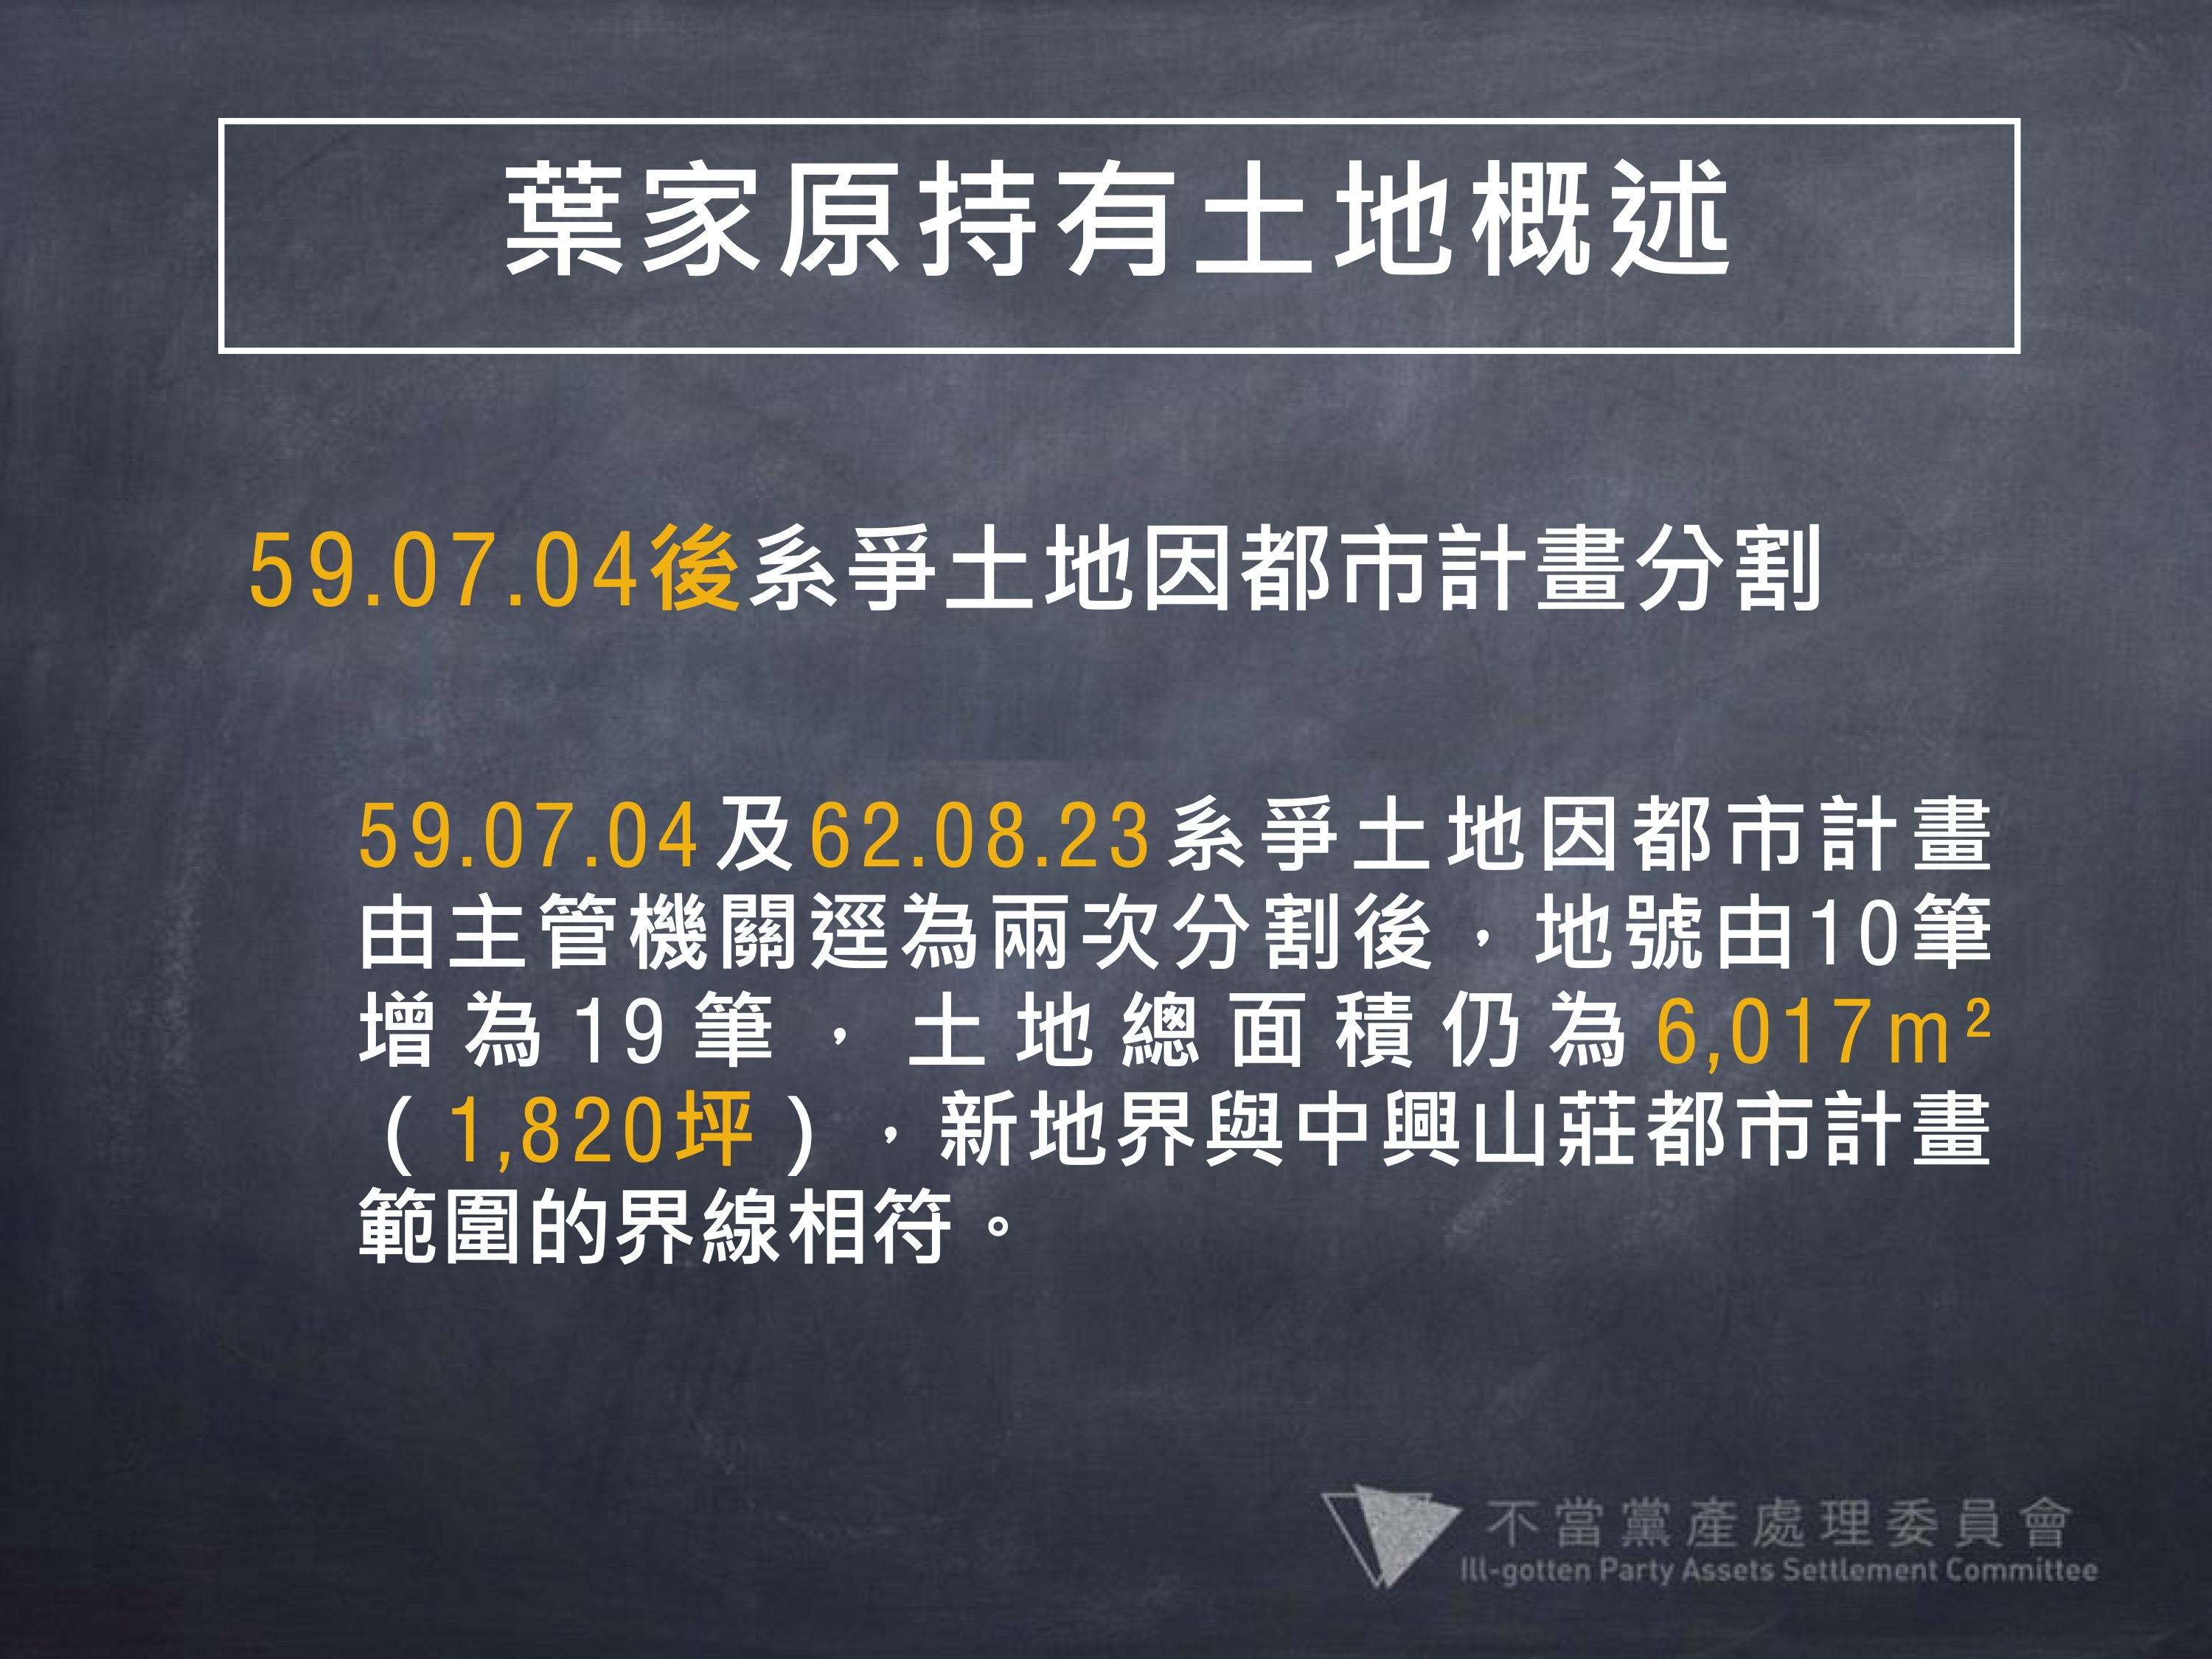 葉家原持有土地概述
59.07.04後系爭土地因都市計畫分割
59.07.04及62.08.23系爭土地因都市計畫
由主管機關逕為兩次分割後，地號由10筆
增為19筆，土地總面積仍為6,017m²
（1,820坪），新地界與中興山莊都市計畫
範圍的界線相符。
不當黨產處理委員會
Ill-gotten Party Assets Settlement Committee